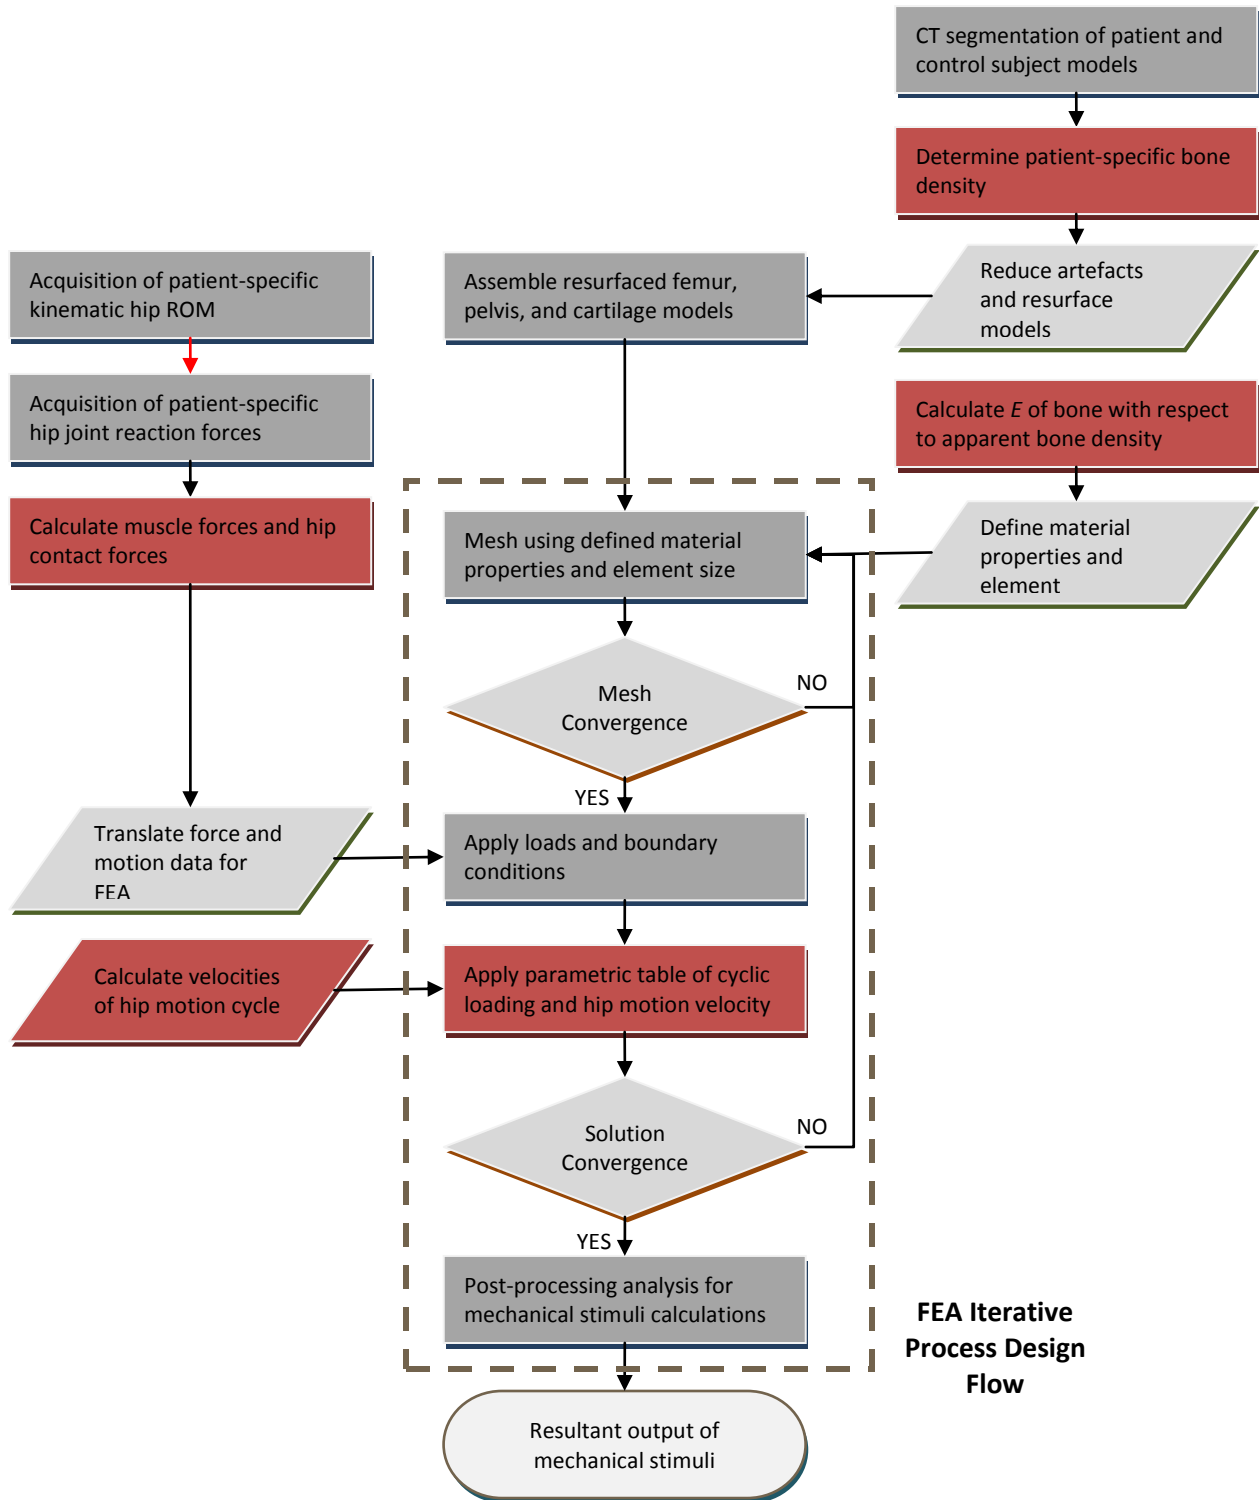 CT segmentation of patient and
control subject models
Determine patient-specific bone
density
Reduce artefacts
and resurface
models
Acquisition of patient-specific
kinematic hip ROM
Assemble resurfaced femur,
pelvis, and cartilage models
Acquisition of patient-specific
hip joint reaction forces
Calculate E of bone with respect
to apparent bone density
Calculate muscle forces and hip
contact forces
Mesh using defined material
properties and element size
Define material
properties and
element
Mesh
Convergence
NO
YES
Translate force and
motion data for
FEA
Apply loads and boundary
conditions
Calculate velocities
of hip motion cycle
Apply parametric table of cyclic
loading and hip motion velocity
Solution
Convergence
NO
YES
Post-processing analysis for
mechanical stimuli calculations
FEA Iterative
Process Design
Flow
Resultant output of
mechanical stimuli